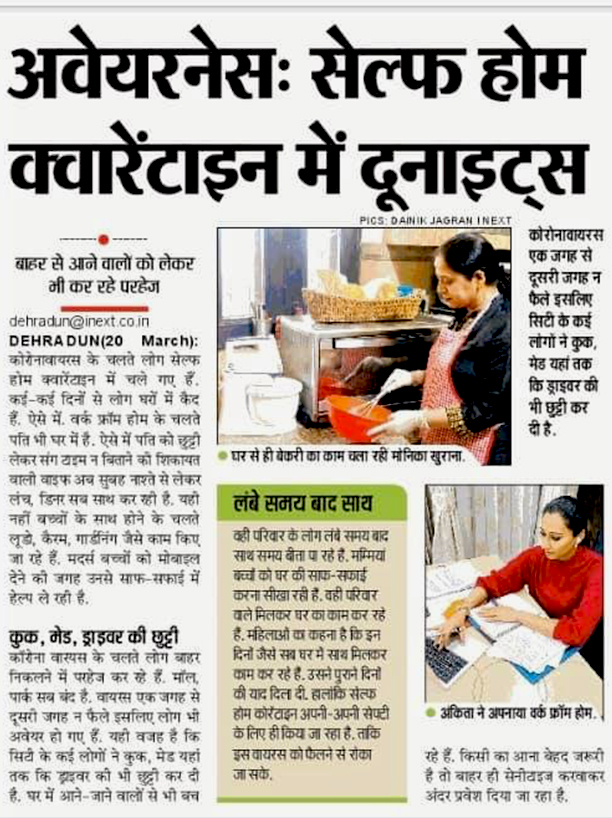 अवेयरनेसः सेल्फ होम
क्वारेंटाइन में दूनाइट्स
बाहर से आने वालों को लेकर
भी कर रहे परहेज
dehradun@inext.co.in
DEHRADUN(20 March):
कोरोनावायरस के चलते लोग सेल्फ
होम क्वारेंटाइन में चले गए हैं.
कई-कई दिनों से लोग घरों में कैद
हैं. ऐसे में. वर्क फ्रॉम होम के चलते
पति भी घर में है. ऐसे में पति को छुट्टी
लेकर संग टाइम न बिताने की शिकायत
वाली वाइफ अब सुबह नाश्ते से लेकर
लंच, डिनर सब साथ कर रही है. यही
नहीं बच्चों के साथ होने के चलते
लूडो, कैरम, गार्डनिंग जैसे काम किए
जा रहे हैं. मदर्स बच्चों को मोबाइल
देने की जगह उनसे साफ-सफाई में
हेल्प ले रही है.
कुक, मेड, ड्राइवर की छुट्टी
कोरोना वायरस के चलते लोग बाहर
निकलने में परहेज कर रहे हैं. मॉल,
पार्क सब बंद है. वायरस एक जगह से
दूसरी जगह न फैले इसलिए लोग भी
अवेयर हो गए हैं. यही वजह है कि
सिटी के कई लोगों ने कुक, मेड यहां
तक कि ड्राइवर की भी छुट्टी कर दी
है. घर में आने-जाने वालों से भी बच
PICS: DAINIK JAGRAN I NEXT
घर से ही बेकरी का काम चला रहीं मोनिका खुराना.
कोरोनावायरस
एक जगह से
दूसरी जगह न
फैले इसलिए
सिटी के कई
लोगों ने कुक,
मेड यहां तक
कि ड्राइवर की
भी छुट्टी कर
दी है.
लंबे समय बाद साथ
वही परिवार के लोग लंबे समय बाद
साथ समय बीता पा रहे हैं. मम्मियां
बच्चों को घर की साफ-सफाई
करना सीखा रही हैं. वही परिवार
वाले मिलकर घर का काम कर रहे
हैं. महिलाओं का कहना है कि इन
दिनों जैसे सब घर में साथ मिलकर
काम कर रहे हैं. उसने पुराने दिनों
की याद दिला दी. हालांकि सेल्फ
होम कोरेंटाइन अपनी-अपनी सेफ्टी
के लिए ही किया जा रहा है. ताकि
इस वायरस को फैलने से रोका
जा सके.
अंकिता ने अपनाया वर्क फ्रॉम होम.
रहे हैं. किसी का आना बेहद जरूरी
है तो बाहर ही सेनीटाइज करवाकर
अंदर प्रवेश दिया जा रहा है.